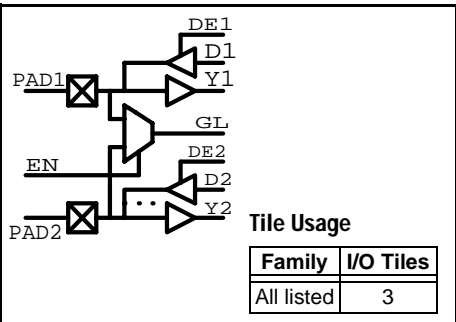 DE1
D1
PAD1
Y1
GL
DE2
EN
D2
Y2
PAD2
Tile Usage
Family I/O Tiles
All listed 3